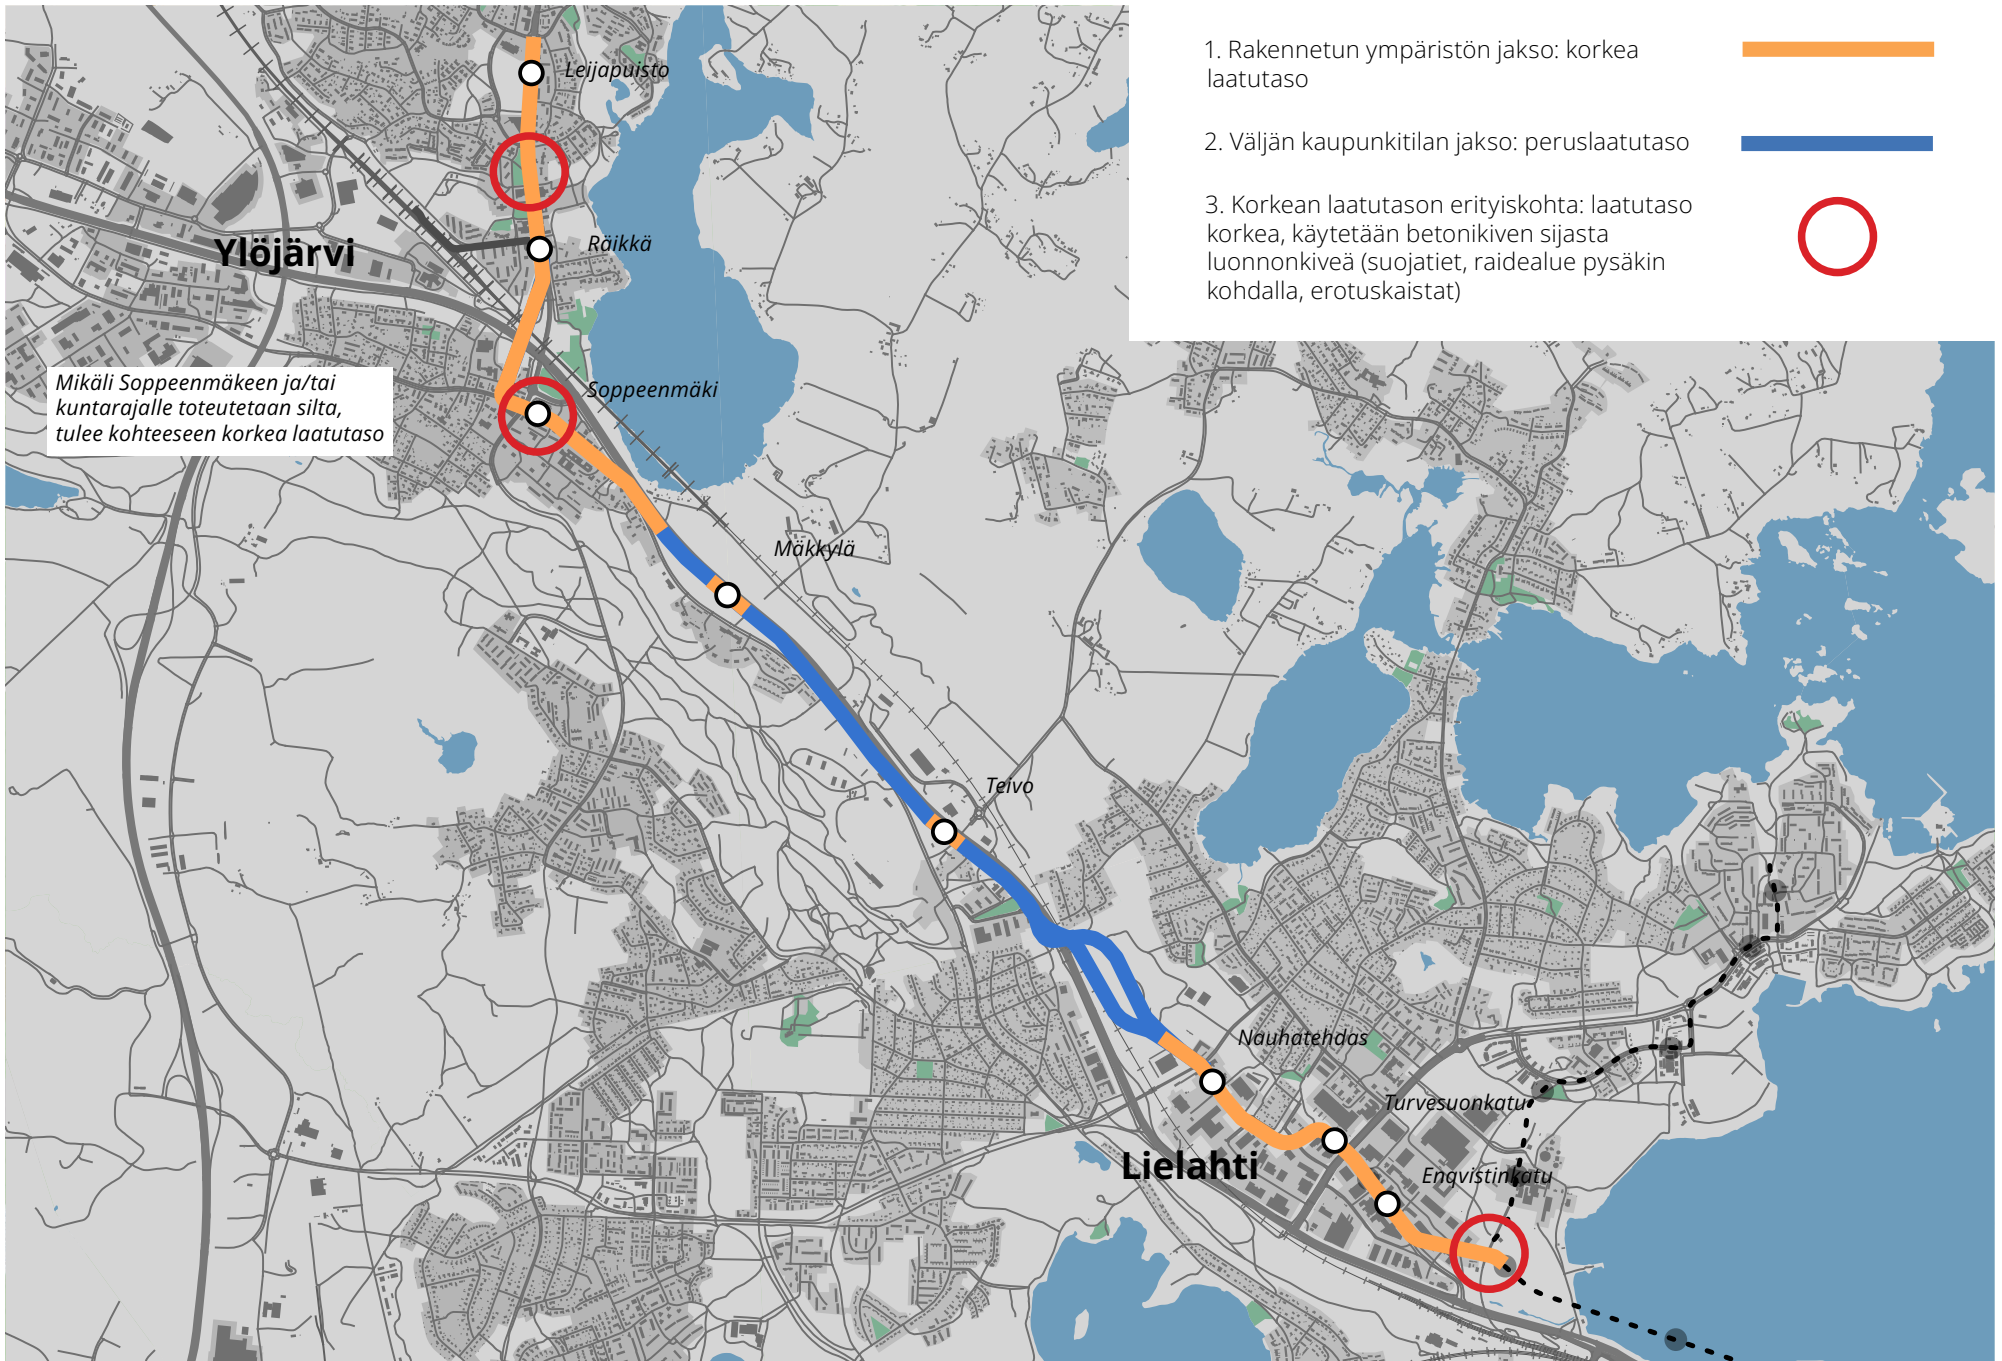 1. Rakennetun ympäristön jakso: korkea
laatutaso
2. Väljän kaupunkitilan jakso: peruslaatutaso
3. Korkean laatutason erityiskohta: laatutaso
korkea, käytetään betonikiven sijasta
luonnonkiveä (suojatiet, raidealue pysäkin
kohdalla, erotuskaistat)
Leijapuisto
Räikkä
Ylöjärvi
Soppeenmäki
Mikäli Soppeenmäkeen ja/tai
kuntarajalle toteutetaan silta,
tulee kohteeseen korkea laatutaso
Mäkkylä
Teivo
Nauhatehdas
Turvesuonkatu
Lielahti
Enqvistinkatu